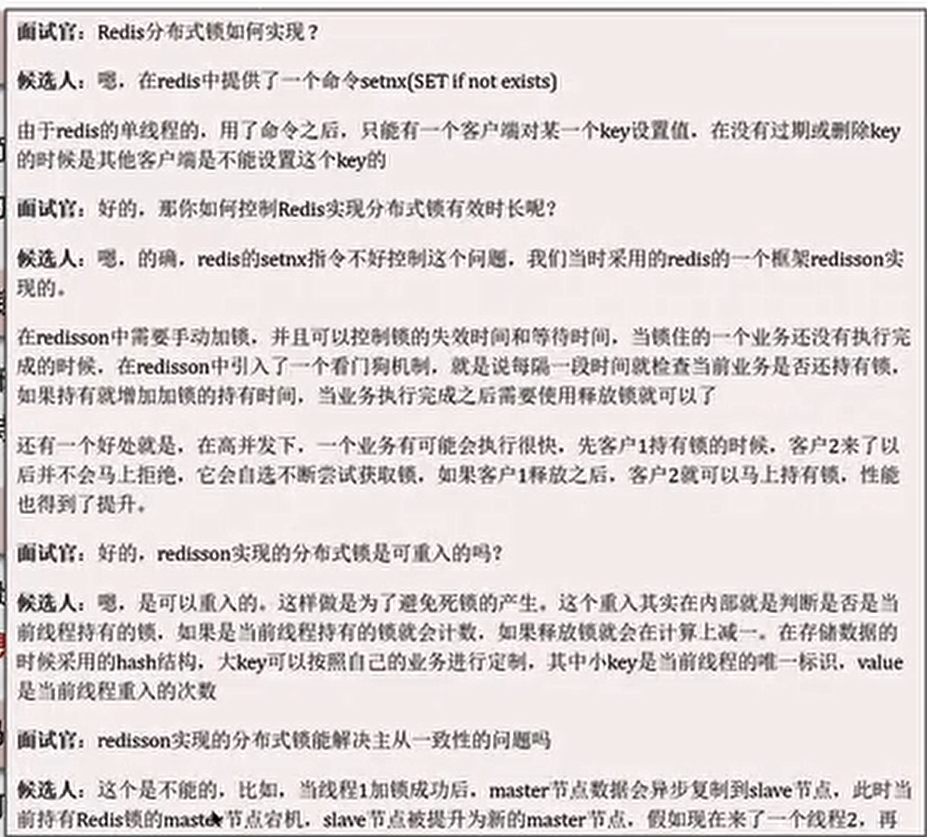 面试官：Redis分布式锁如何实现？
候选人：嗯，在redis中提供了一个命令setnx(SET if not exists)
由于redis的单线程的，用了命令之后，只能有一个客户端对某一个key设置值，在没有过期或删除key
的时候是其他客户端是不能设置这个key的
面试官：好的，那你如何控制Redis实现分布式锁有效时长呢？
候选人：嗯，的确，redis的setnx指令不好控制这个问题，我们当时采用的redis的一个框架redisson实
现的。
在redisson中需要手动加锁，并且可以控制锁的失效时间和等待时间，当锁住的一个业务还没有执行完
成的时候，在redisson中引入了一个看门狗机制，就是说每隔一段时间就检查当前业务是否还持有锁，
如果持有就增加加锁的持有时间，当业务执行完成之后需要使用释放锁就可以了
还有一个好处就是，在高并发下，一个业务有可能会执行很快，先客户1持有锁的时候，客户2来了以
后并不会马上拒绝，它会自选不断尝试获取锁，如果客户1释放之后，客户2就可以马上持有锁，性能
也得到了提升。
面试官：好的，redisson实现的分布式锁是可重入的吗？
候选人：嗯，是可以重入的。这样做是为了避免死锁的产生。这个重入其实在内部就是判断是否是当
前线程持有的锁，如果是当前线程持有的锁就会计数，如果释放锁就会在计算上减一。在存储数据的
时候采用的hash结构，大key可以按照自己的业务进行定制，其中小key是当前线程的唯一标识，value
是当前线程重入的次数
面试官：redisson实现的分布式锁能解决主从一致性的问题吗
候选人：这个是不能的，比如，当线程1加锁成功后，master节点数据会异步复制到slave节点，此时当
前持有Redis锁的master节点宕机，slave节点被提升为新的master节点，假如现在来了一个线程2，再